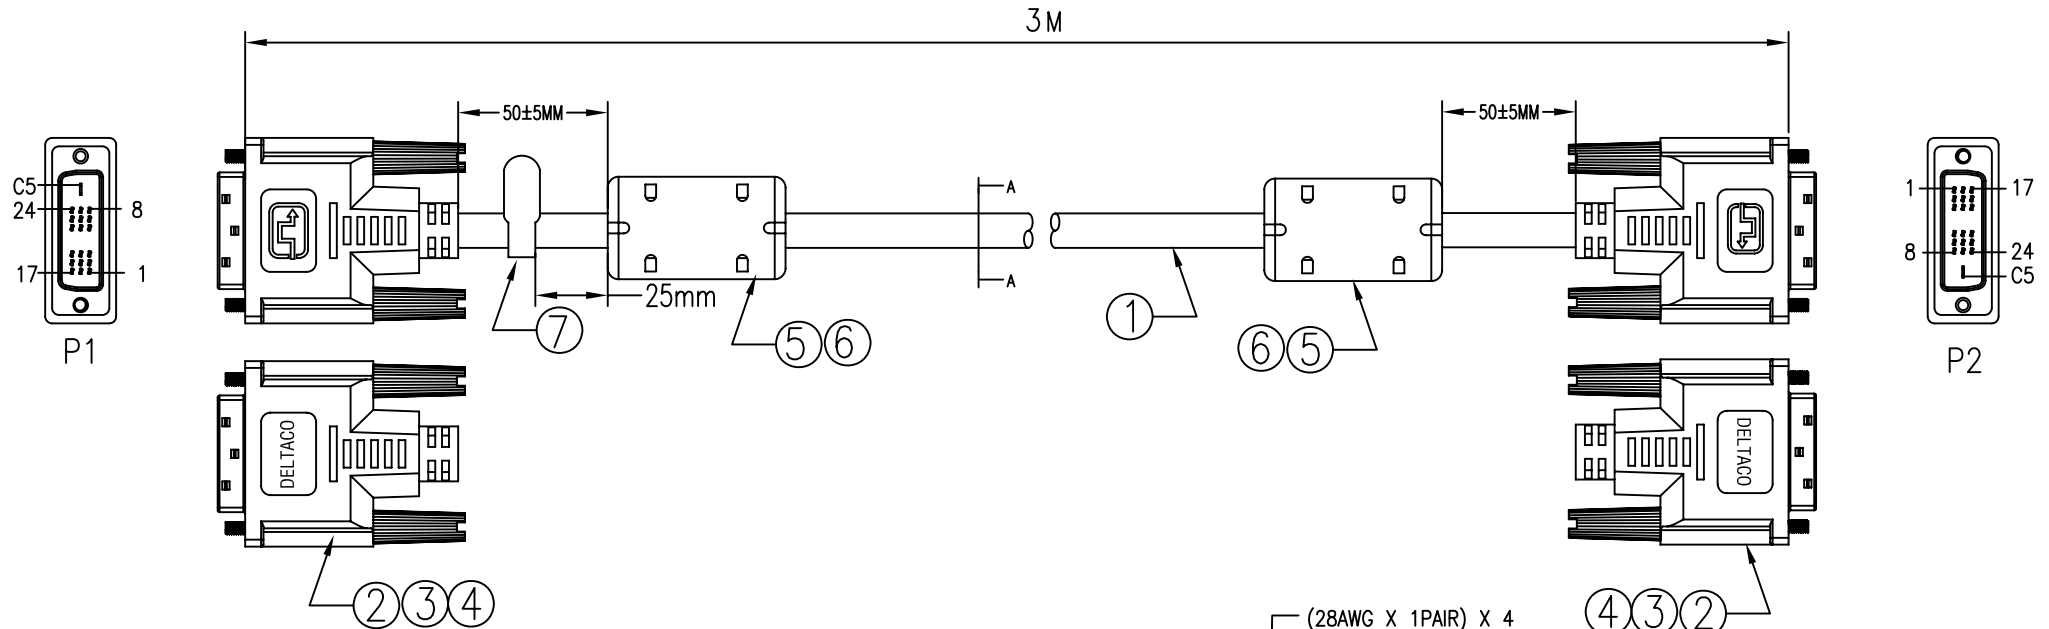 3M
50±5MM
50±5MM
C5
24
8
17
1
P1
1
17
8
24
C5
P2
A
A
25mm
7
5 6
1
6 5
DELTACO
DELTACO
2 3 4
(28AWG X 1PAIR) X 4
4 3 2